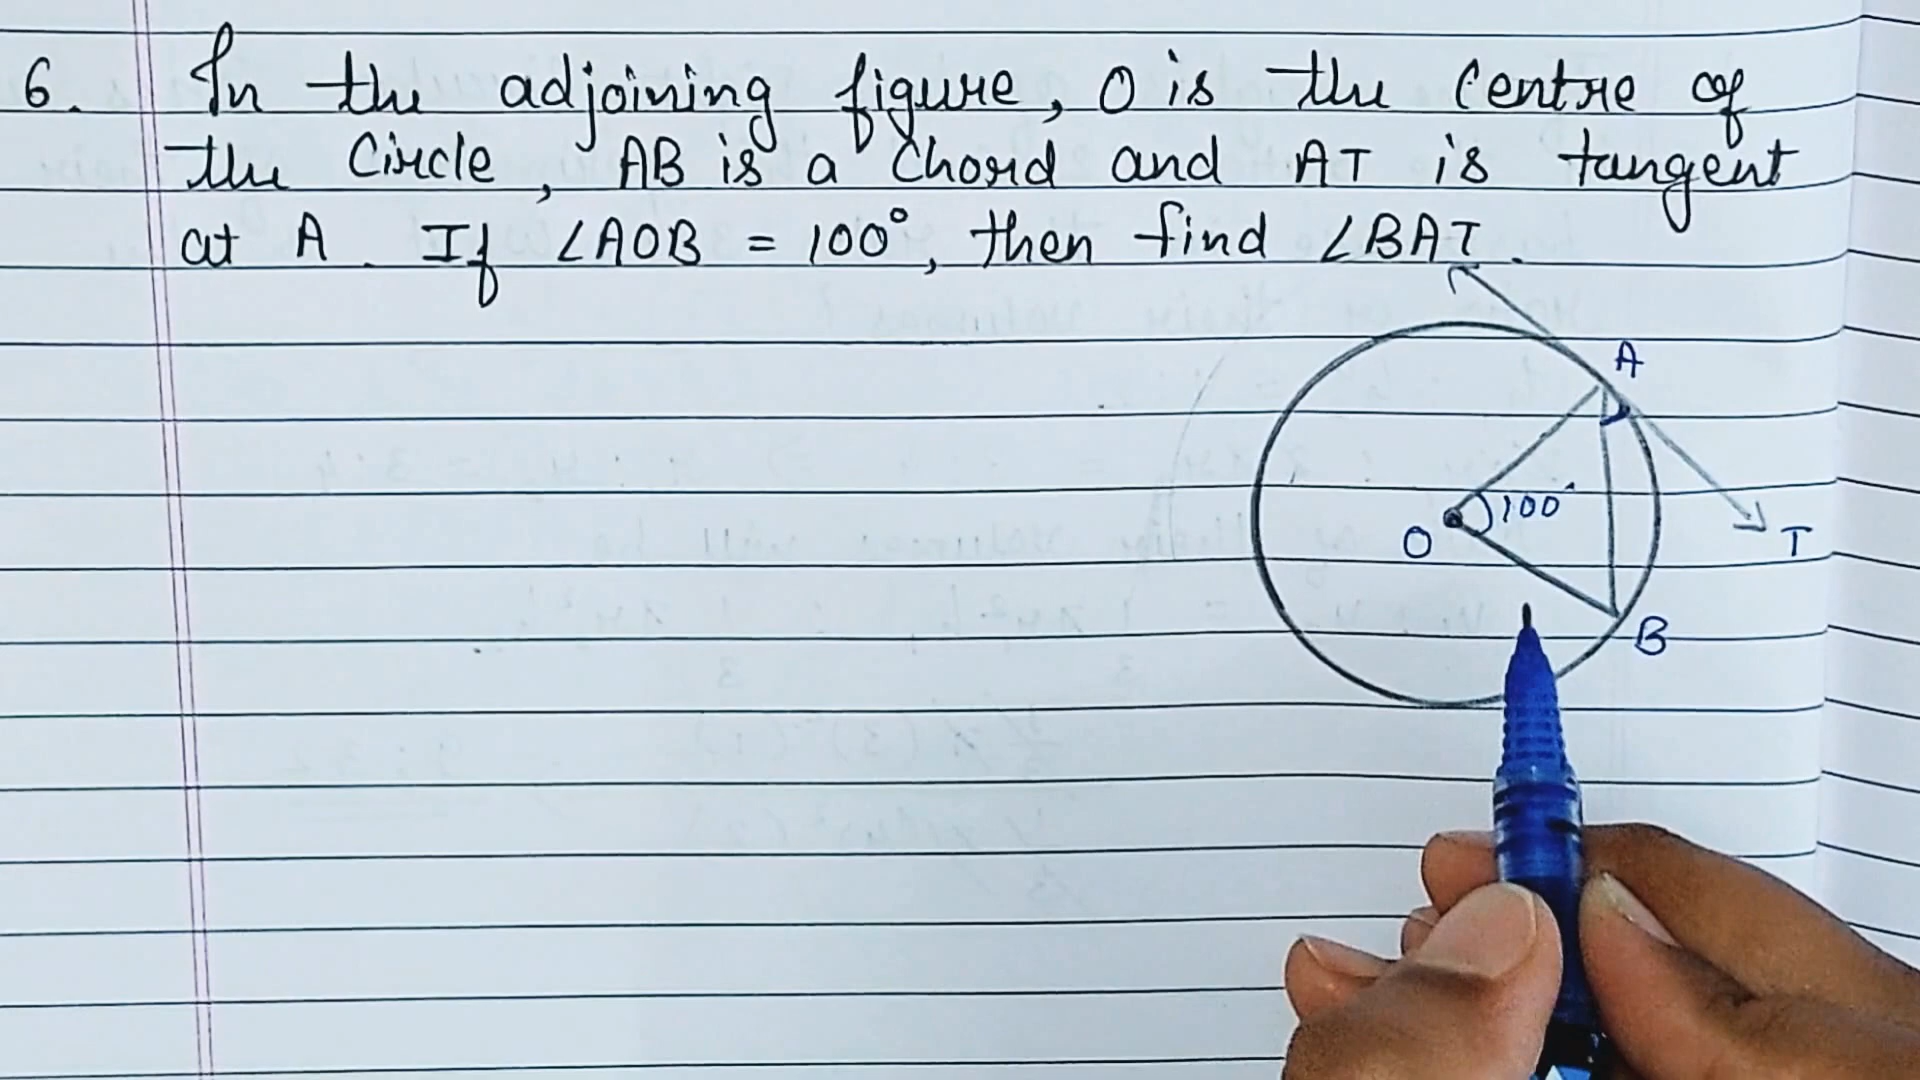 6. In the adjoining figure, O is the Centre of
the Circle, AB is a Chord and AT is tangent
at A. If ∠AOB = 100°, then find ∠BAT.
A
100°
O
T
B